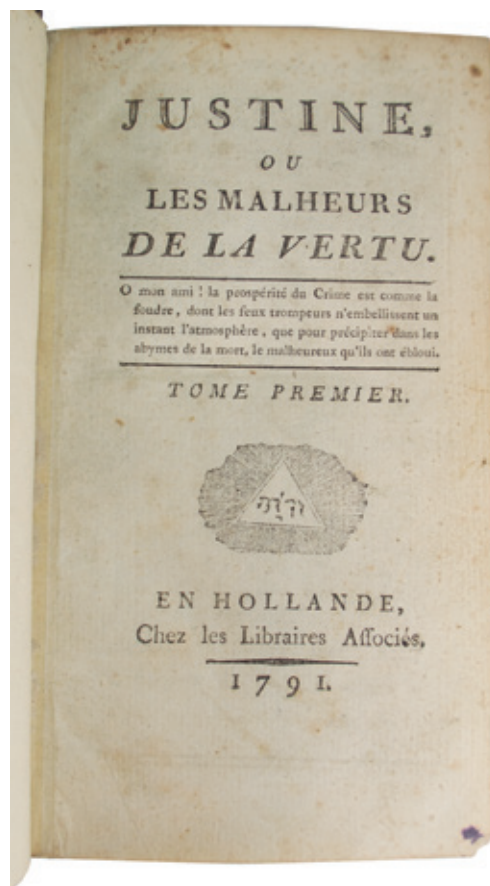 JUSTINE,
OU
LES MALHEURS
DE LA VERTU.
O mon ami ! la prospérité du Crime est comme la
foudre, dont les feux trompeurs n'embellissent un
instant l'atmosphère, que pour précipiter dans les
abymes de la mort, le malheureux qu'ils ont ébloui.
TOME PREMIER.
יהוה
EN HOLLANDE,
Chez les Libraires Aſſociés.
1791.